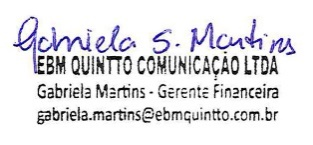 Gabriela S. Martins
EBM QUINTTO COMUNICAÇÃO LTDA
Gabriela Martins - Gerente Financeira
gabriela.martins@ebmquintto.com.br